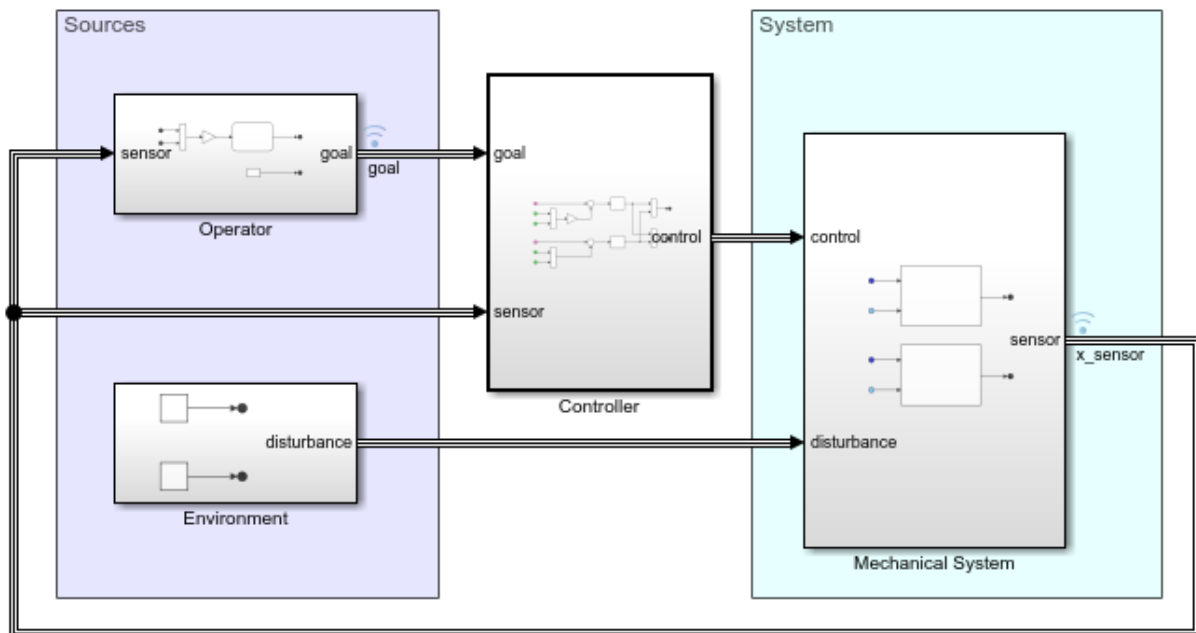 Sources
System
sensor
goal
goal
Operator
goal
sensor
control
Controller
disturbance
Environment
control
disturbance
sensor
x_sensor
Mechanical System